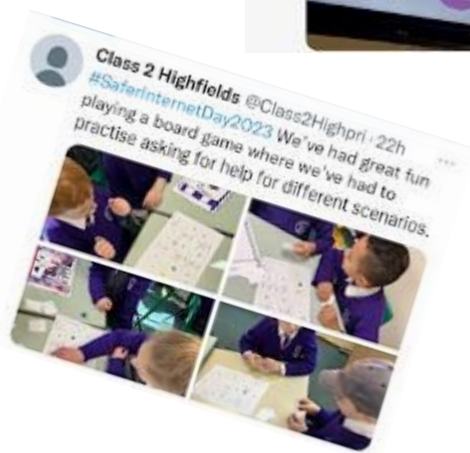 Class 2 Highfields @Class2Highpri · 22h
#SaferInternetDay2023 We've had great fun
playing a board game where we've had to
practise asking for help for different scenarios.